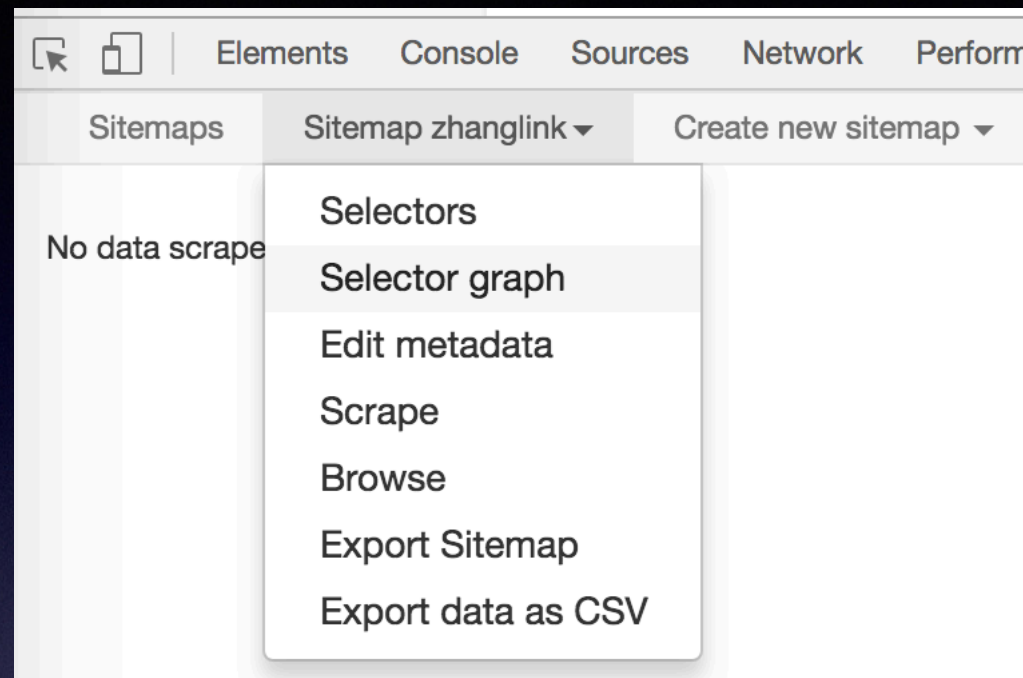 Elements Console Sources Network Perform
Sitemaps Sitemap zhanglink Create new sitemap
No data scrape
Selectors
Selector graph
Edit metadata
Scrape
Browse
Export Sitemap
Export data as CSV